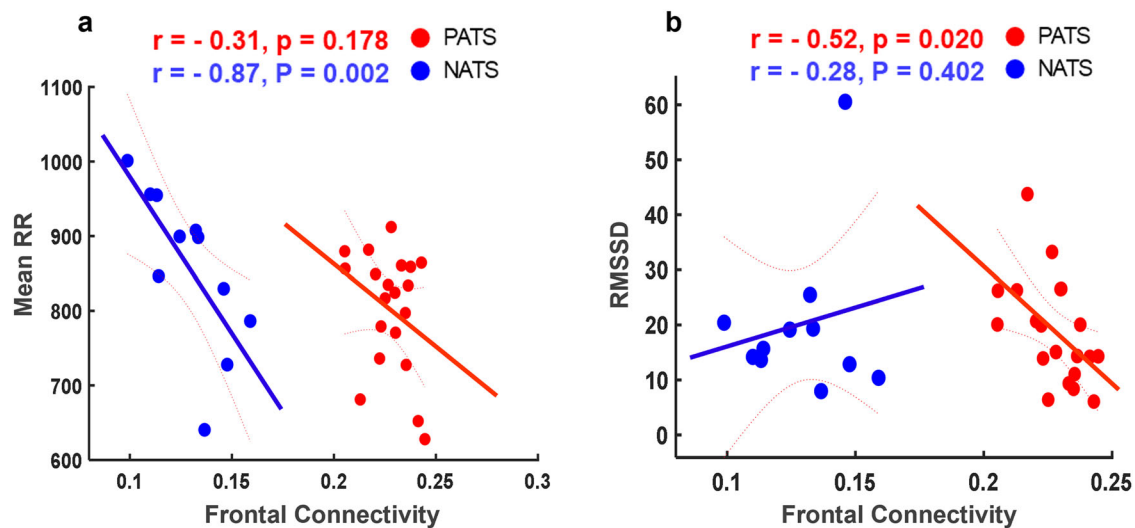 a
r = - 0.31, p = 0.178 PATS
r = - 0.87, P = 0.002 NATS
1100
1000
900
800
700
600
Mean RR
0.1 0.15 0.2 0.25 0.3
Frontal Connectivity
b
r = - 0.52, p = 0.020 PATS
r = - 0.28, P = 0.402 NATS
60
50
40
30
20
10
0
RMSSD
0.1 0.15 0.2 0.25
Frontal Connectivity